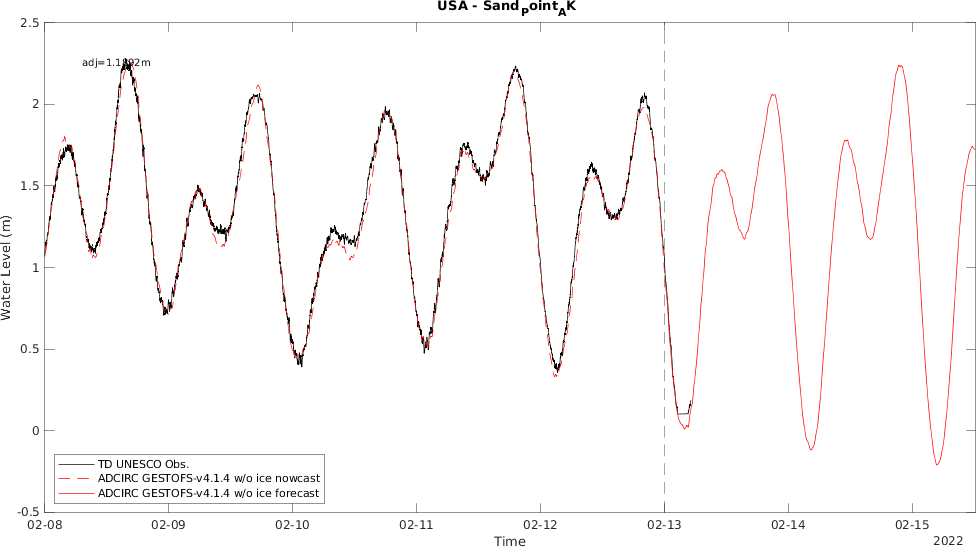 USA - SandPointAK
2.5
adj=1.1892m
2
1.5
1
0.5
0
-0.5
Water Level (m)
TD UNESCO Obs.
ADCIRC GESTOFS-v4.1.4 w/o ice nowcast
ADCIRC GESTOFS-v4.1.4 w/o ice forecast
02-08 02-09 02-10 02-11 02-12 02-13 02-14 02-15
Time
2022